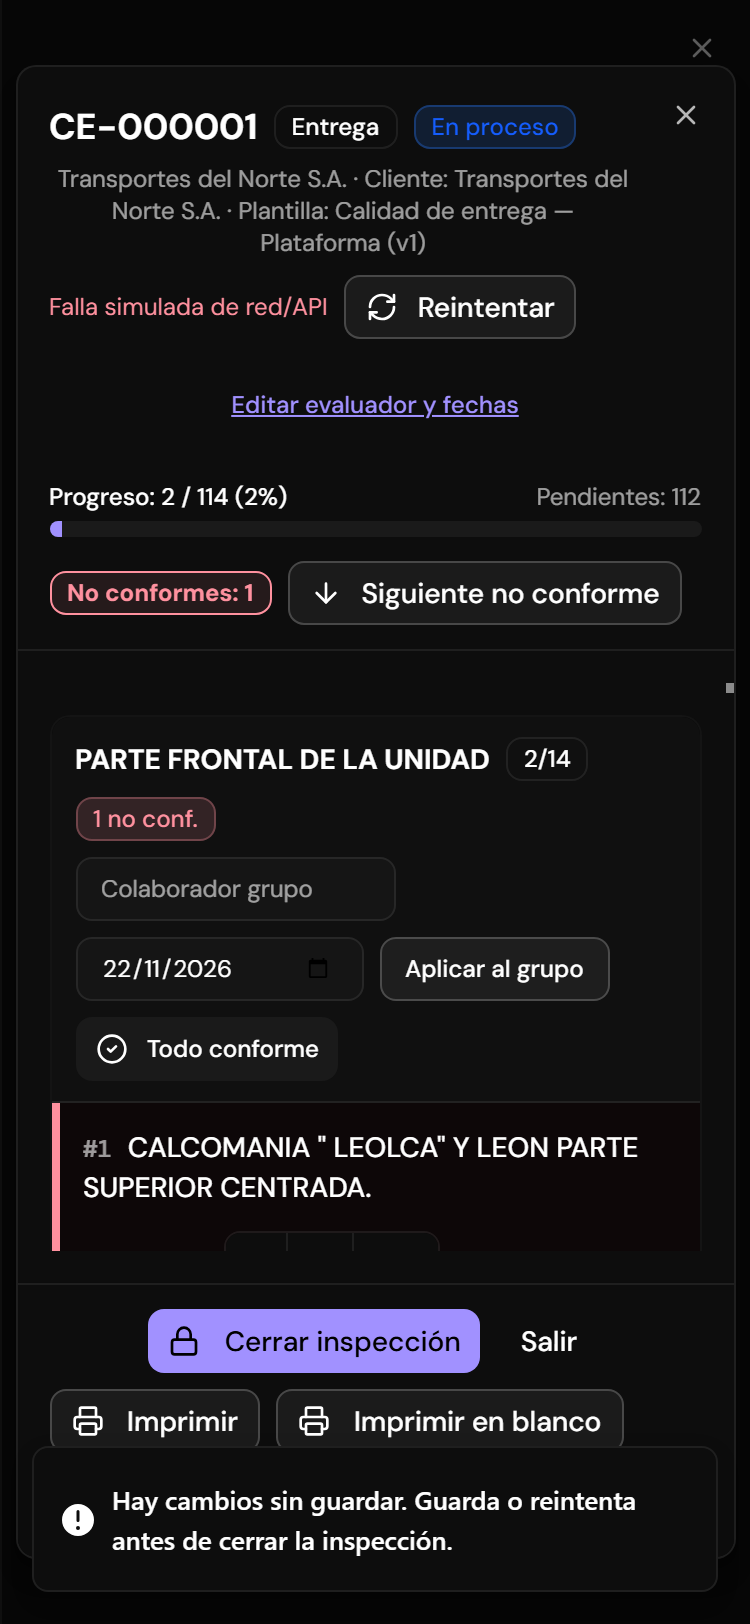 CE-000001 Entrega En proceso
Transportes del Norte S.A. · Cliente: Transportes del
Norte S.A. · Plantilla: Calidad de entrega —
Plataforma (v1)
Falla simulada de red/API Reintentar
Editar evaluador y fechas
Progreso: 2 / 114 (2%) Pendientes: 112
No conformes: 1 Siguiente no conforme
PARTE FRONTAL DE LA UNIDAD 2/14
1 no conf.
Colaborador grupo
22/11/2026 Aplicar al grupo
Todo conforme
#1 CALCOMANIA " LEOLCA" Y LEON PARTE
SUPERIOR CENTRADA.
Cerrar inspección Salir
Imprimir Imprimir en blanco
Hay cambios sin guardar. Guarda o reintenta
antes de cerrar la inspección.